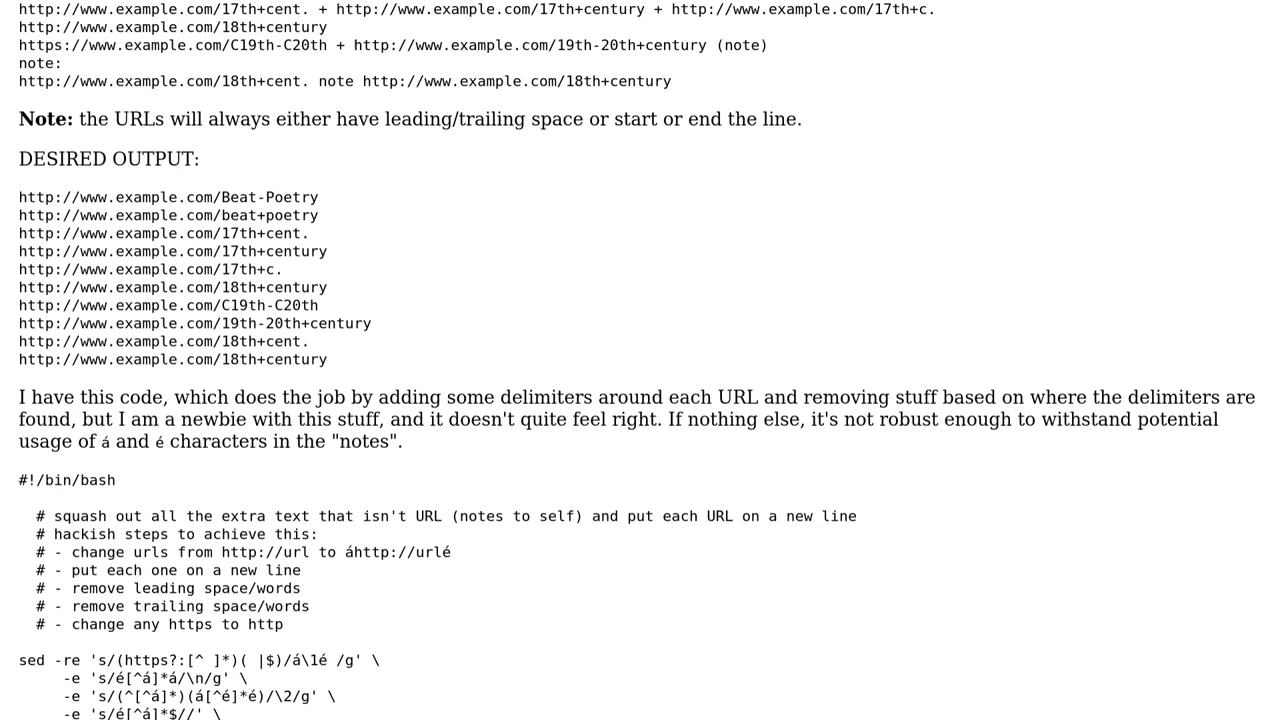 http://www.example.com/17th+cent. + http://www.example.com/17th+century + http://www.example.com/17th+c.
http://www.example.com/18th+century
https://www.example.com/C19th-C20th + http://www.example.com/19th-20th+century (note)
note:
http://www.example.com/18th+cent. note http://www.example.com/18th+century
Note: the URLs will always either have leading/trailing space or start or end the line.
DESIRED OUTPUT:
http://www.example.com/Beat-Poetry
http://www.example.com/beat+poetry
http://www.example.com/17th+cent.
http://www.example.com/17th+century
http://www.example.com/17th+c.
http://www.example.com/18th+century
http://www.example.com/C19th-C20th
http://www.example.com/19th-20th+century
http://www.example.com/18th+cent.
http://www.example.com/18th+century
I have this code, which does the job by adding some delimiters around each URL and removing stuff based on where the delimiters are
found, but I am a newbie with this stuff, and it doesn't quite feel right. If nothing else, it's not robust enough to withstand potential
usage of á and é characters in the "notes".
#!/bin/bash
# squash out all the extra text that isn't URL (notes to self) and put each URL on a new line
# hackish steps to achieve this:
# - change urls from http://url to áhttp://urlé
# - put each one on a new line
# - remove leading space/words
# - remove trailing space/words
# - change any https to http
sed -re 's/(https?:[^ ]*)( |$)/á\1é /g' \
-e 's/é[^á]*á/\n/g' \
-e 's/(^[^á]*)(á[^é]*é)/\2/g' \
-e 's/é[^á]*$//' \